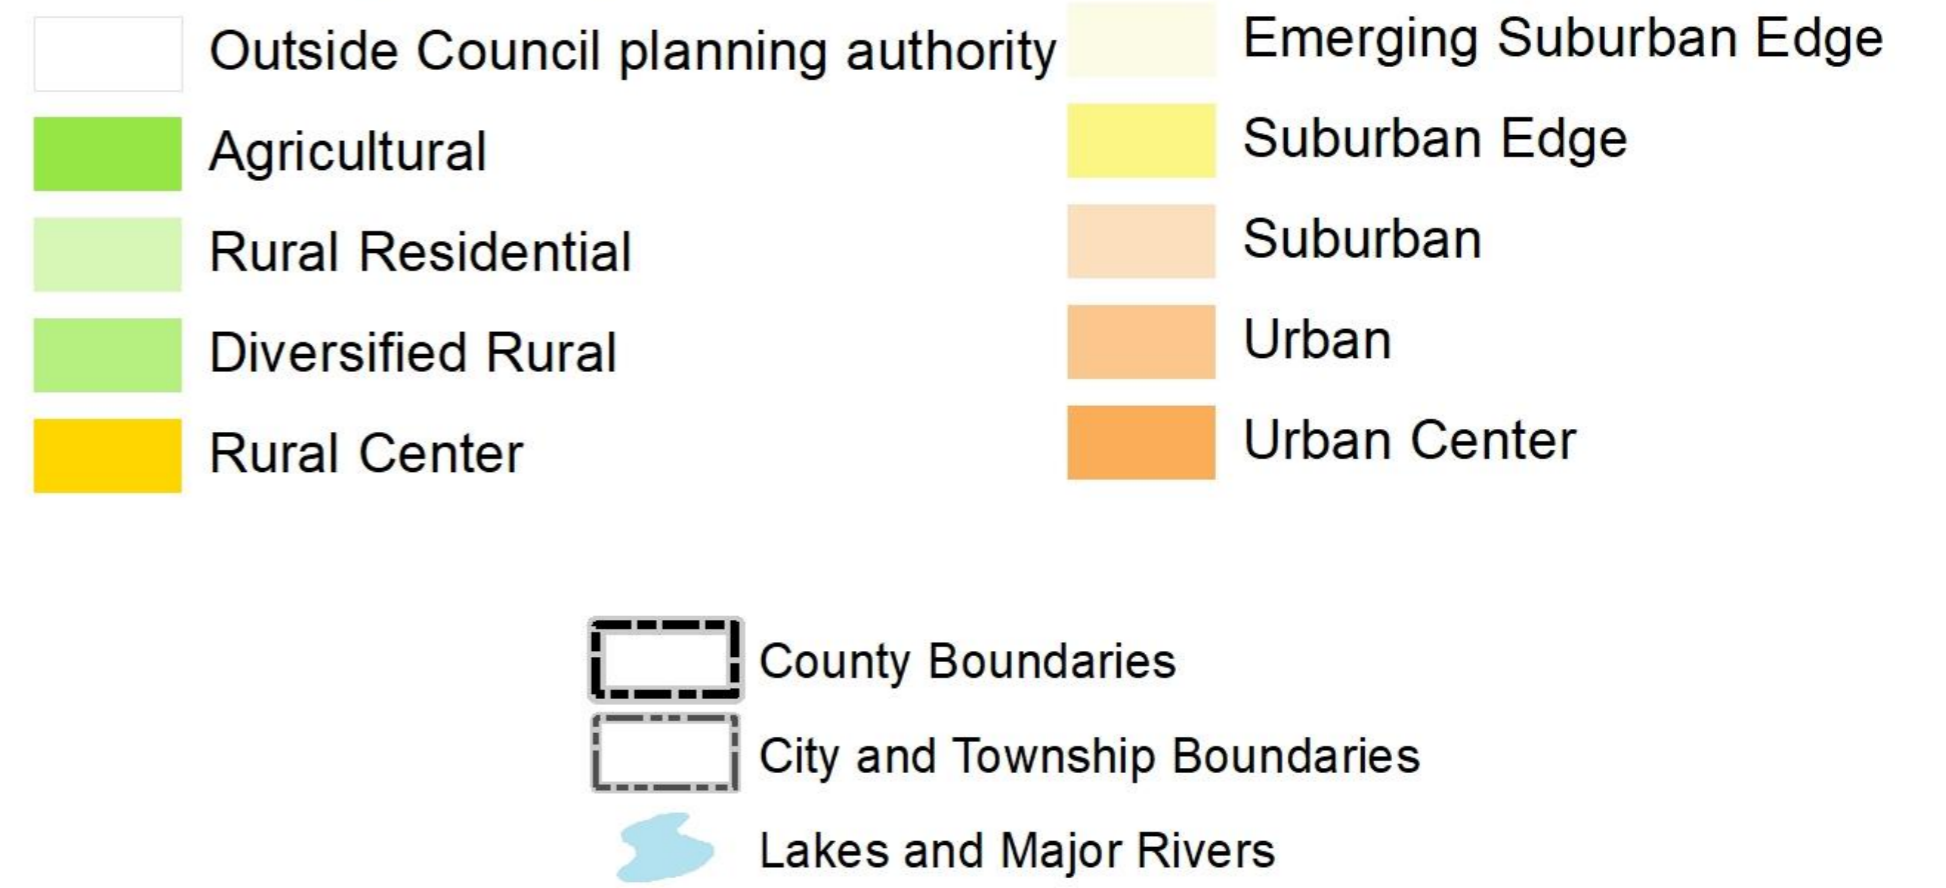 Outside Council planning authority
Agricultural
Rural Residential
Diversified Rural
Rural Center
Emerging Suburban Edge
Suburban Edge
Suburban
Urban
Urban Center
County Boundaries
City and Township Boundaries
Lakes and Major Rivers